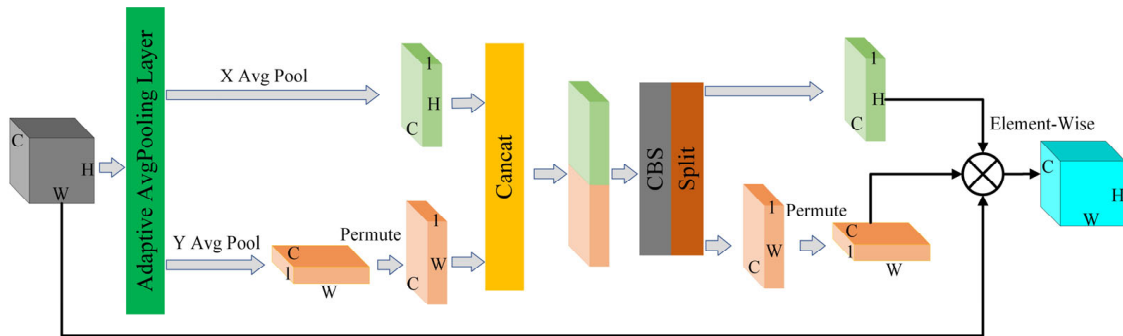 C
H
W
Adaptive AvgPooling Layer
X Avg Pool
1
H
C
Y Avg Pool
C
1
W
Permute
1
W
C
Cancat
CBS
Split
1
H
C
1
W
C
Permute
C
1
W
Element-Wise
C
H
W